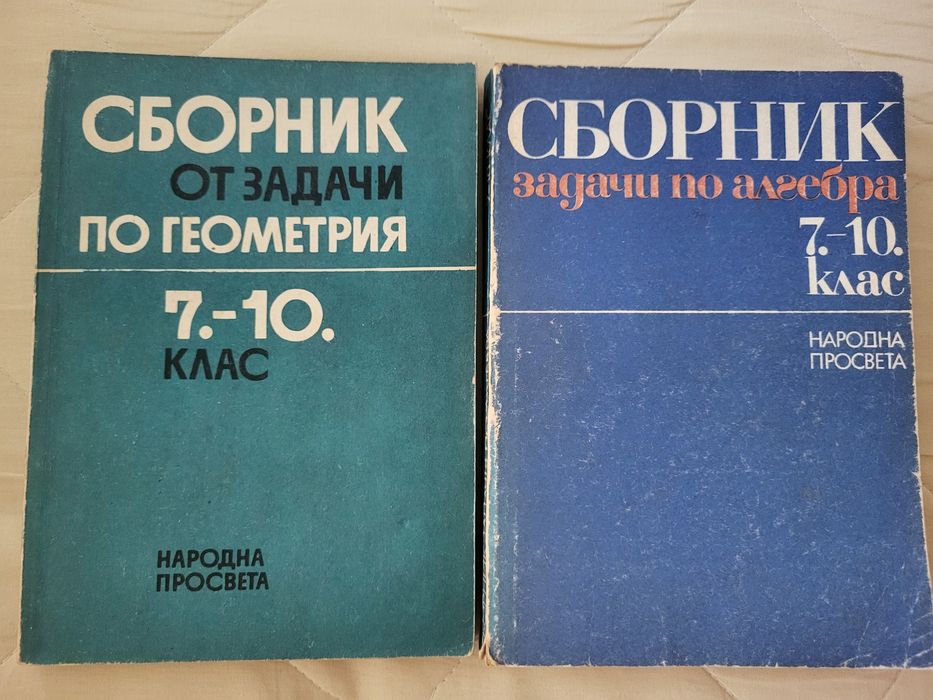 СБОРНИК
ОТ ЗАДАЧИ
ПО ГЕОМЕТРИЯ
7.-10.
КЛАС
НАРОДНА
ПРОСВЕТА
СБОРНИК
задачи по алгебра
7.-10.
клас
НАРОДНА
ПРОСВЕТА